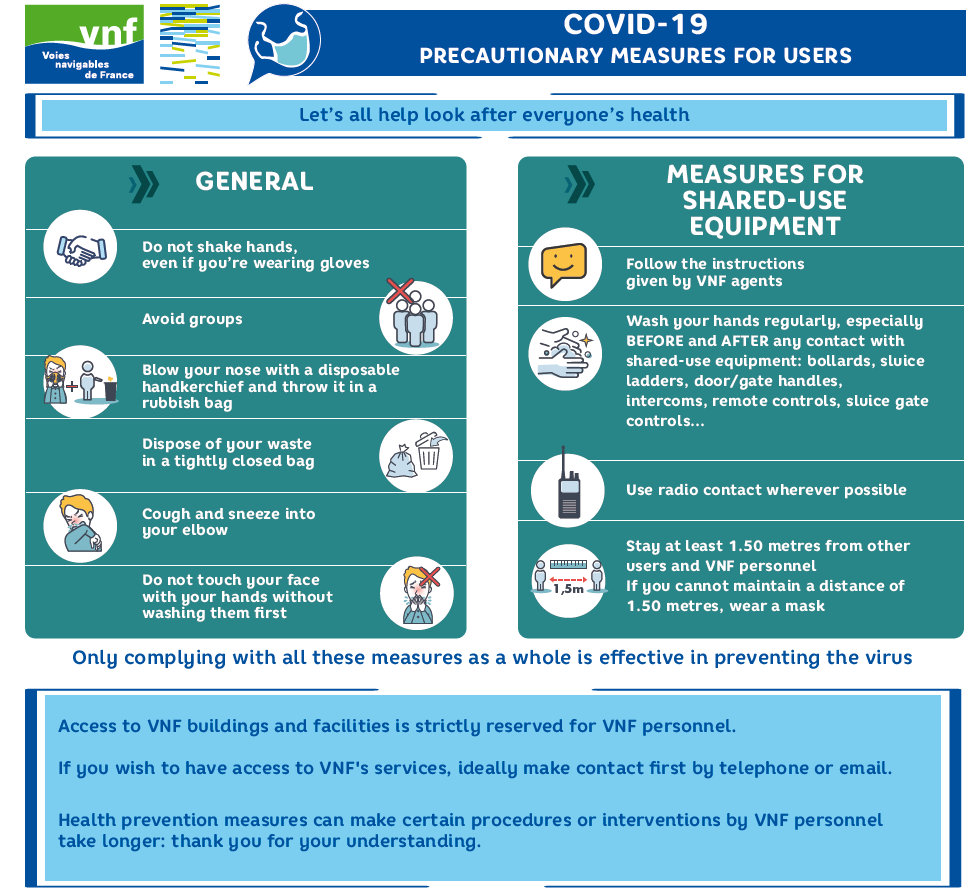 vnf
Voies
navigables
de France
COVID-19
PRECAUTIONARY MEASURES FOR USERS
Let's all help look after everyone's health
GENERAL
Do not shake hands,
even if you're wearing gloves
Avoid groups
Blow your nose with a disposable
handkerchief and throw it in a
rubbish bag
Dispose of your waste
in a tightly closed bag
Cough and sneeze into
your elbow
Do not touch your face
with your hands without
washing them first
MEASURES FOR
SHARED-USE
EQUIPMENT
Follow the instructions
given by VNF agents
Wash your hands regularly, especially
BEFORE and AFTER any contact with
shared-use equipment: bollards, sluice
ladders, door/gate handles,
intercoms, remote controls, sluice gate
controls...
Use radio contact wherever possible
Stay at least 1.50 metres from other
users and VNF personnel
If you cannot maintain a distance of
1.50 metres, wear a mask
1,5m
Only complying with all these measures as a whole is effective in preventing the virus
Access to VNF buildings and facilities is strictly reserved for VNF personnel.
If you wish to have access to VNF's services, ideally make contact first by telephone or email.
Health prevention measures can make certain procedures or interventions by VNF personnel
take longer: thank you for your understanding.